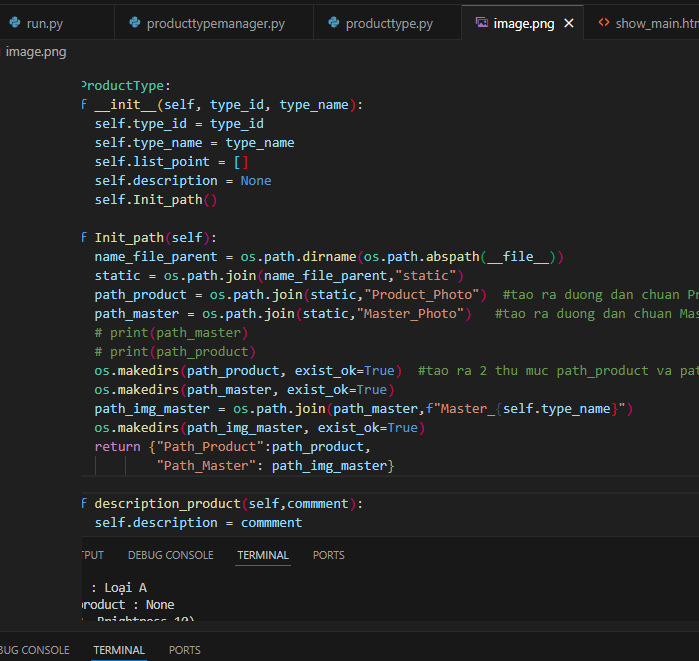 run.py producttypemanager.py producttype.py image.png show_main.htm
image.png
ProductType:
f __init__(self, type_id, type_name):
self.type_id = type_id
self.type_name = type_name
self.list_point = []
self.description = None
self.Init_path()
f Init_path(self):
name_file_parent = os.path.dirname(os.path.abspath(__file__))
static = os.path.join(name_file_parent,"static")
path_product = os.path.join(static,"Product_Photo") #tao ra duong dan chuan Pr
path_master = os.path.join(static,"Master_Photo") #tao ra duong dan chuan Mas
# print(path_master)
# print(path_product)
os.makedirs(path_product, exist_ok=True) #tao ra 2 thu muc path_product va pat
os.makedirs(path_master, exist_ok=True)
path_img_master = os.path.join(path_master,f"Master_{self.type_name}")
os.makedirs(path_img_master, exist_ok=True)
return {"Path_Product":path_product,
"Path_Master": path_img_master}
f description_product(self,commment):
self.description = commment
TPUT DEBUG CONSOLE TERMINAL PORTS
: Loại A
product : None
Brightness 10)
BUG CONSOLE TERMINAL PORTS